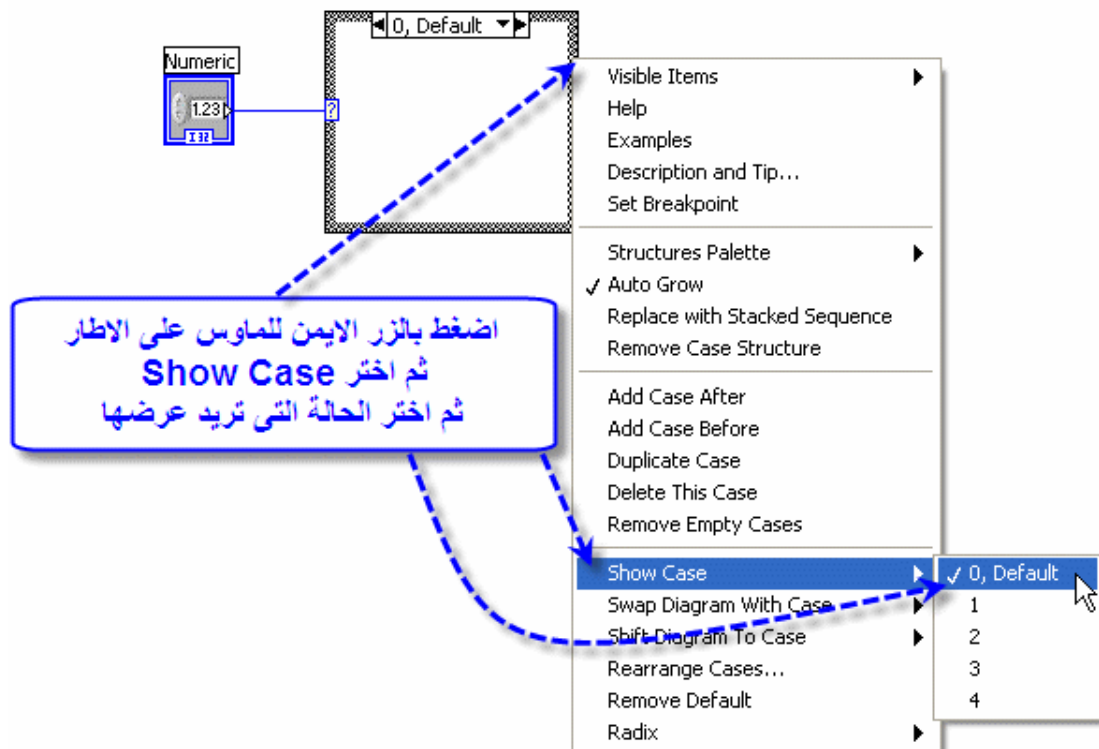 0, Default
Numeric
1.23
I32
?
Visible Items
Help
Examples
Description and Tip...
Set Breakpoint
Structures Palette
Auto Grow
Replace with Stacked Sequence
Remove Case Structure
Add Case After
Add Case Before
Duplicate Case
Delete This Case
Remove Empty Cases
Show Case
Swap Diagram With Case
Shift Diagram To Case
Rearrange Cases...
Remove Default
Radix
0, Default
1
2
3
4
اضغط بالزر الايمن للماوس على الاطار
ثم اختر Show Case
ثم اختر الحالة التى تريد عرضها